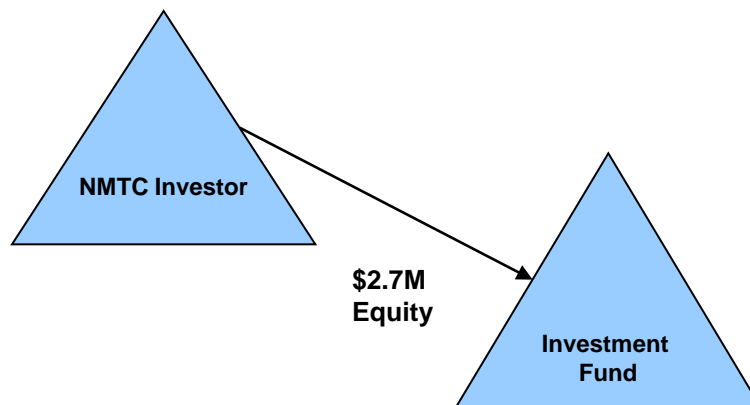 NMTC Investor
$2.7M
Equity
Investment
Fund